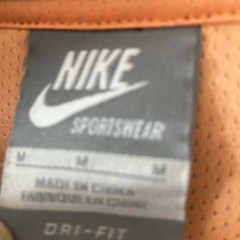 NIKE
SPORTSWEAR
M M M
MADE IN CHINA
FABRIQUÉ EN CHINE
DRI-FIT